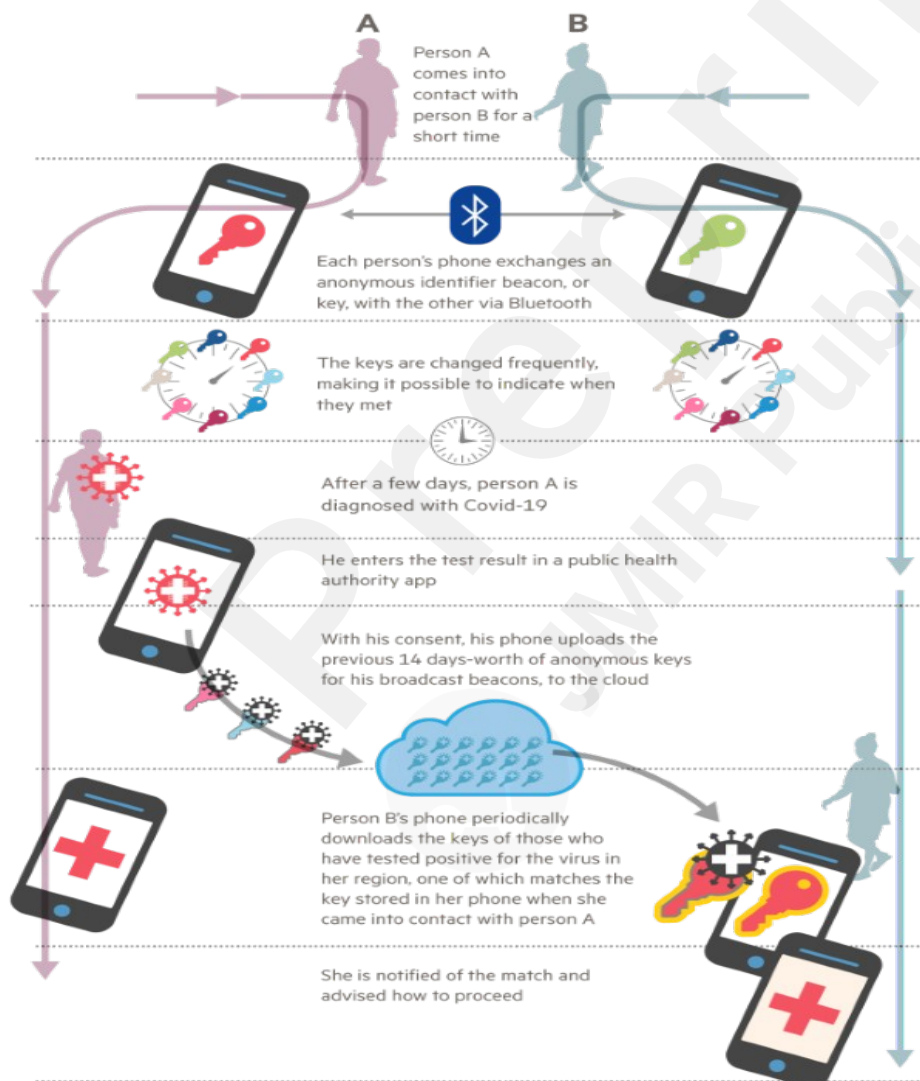 A
B
Person A
comes into
contact with
person B for a
short time
Each person's phone exchanges an
anonymous identifier beacon, or
key, with the other via Bluetooth
The keys are changed frequently,
making it possible to indicate when
they met
After a few days, person A is
diagnosed with Covid-19
He enters the test result in a public health
authority app
With his consent, his phone uploads the
previous 14 days-worth of anonymous keys
for his broadcast beacons, to the cloud
Person B's phone periodically
downloads the keys of those who
have tested positive for the virus in
her region, one of which matches the
key stored in her phone when she
came into contact with person A
She is notified of the match and
advised how to proceed
Preprin
JMIR Publi